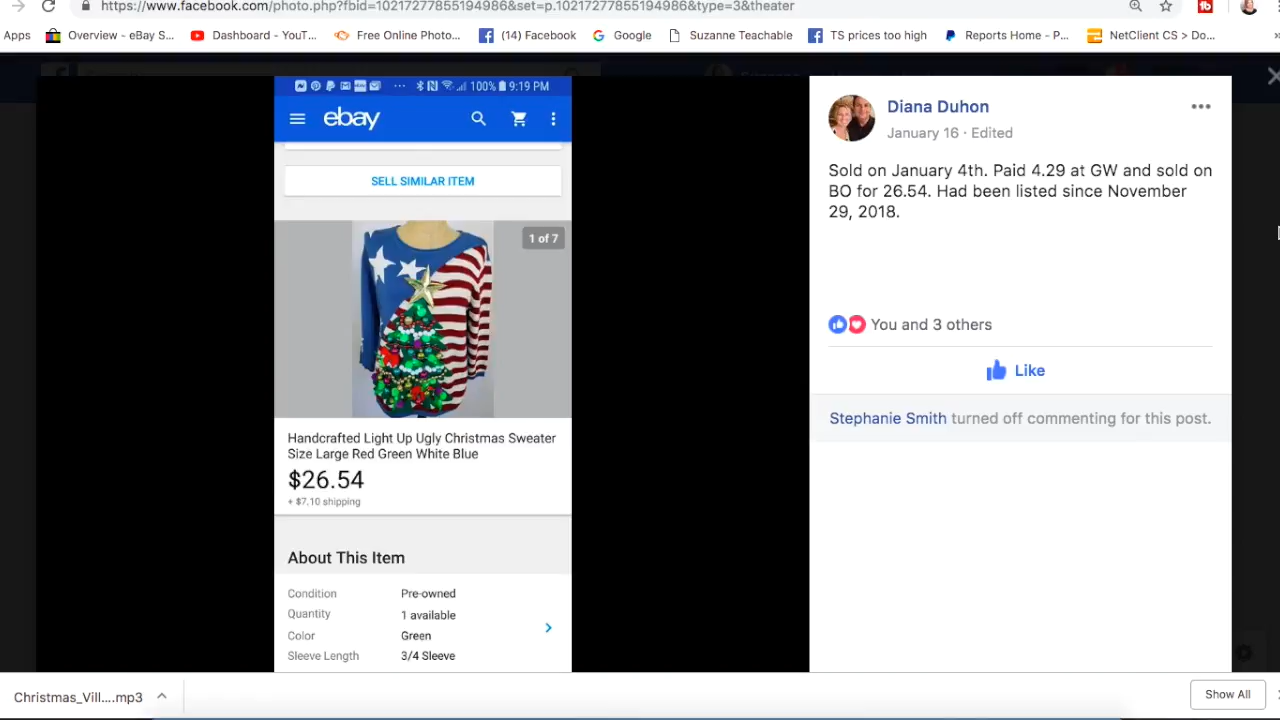 https://www.facebook.com/photo.php?fbid=10217277855194986&set=p.10217277855194986&type=3&theater
Apps Overview - eBay S... Dashboard - YouT... Free Online Photo... (14) Facebook Google Suzanne Teachable TS prices too high Reports Home - P... NetClient CS > Do...
100% 9:19 PM
ebay
SELL SIMILAR ITEM
1 of 7
Handcrafted Light Up Ugly Christmas Sweater
Size Large Red Green White Blue
$26.54
+ $7.10 shipping
About This Item
Condition Pre-owned
Quantity 1 available
Color Green
Sleeve Length 3/4 Sleeve
Diana Duhon
January 16 · Edited
Sold on January 4th. Paid 4.29 at GW and sold on
BO for 26.54. Had been listed since November
29, 2018.
You and 3 others
Like
Stephanie Smith turned off commenting for this post.
Christmas_Vill....mp3
Show All